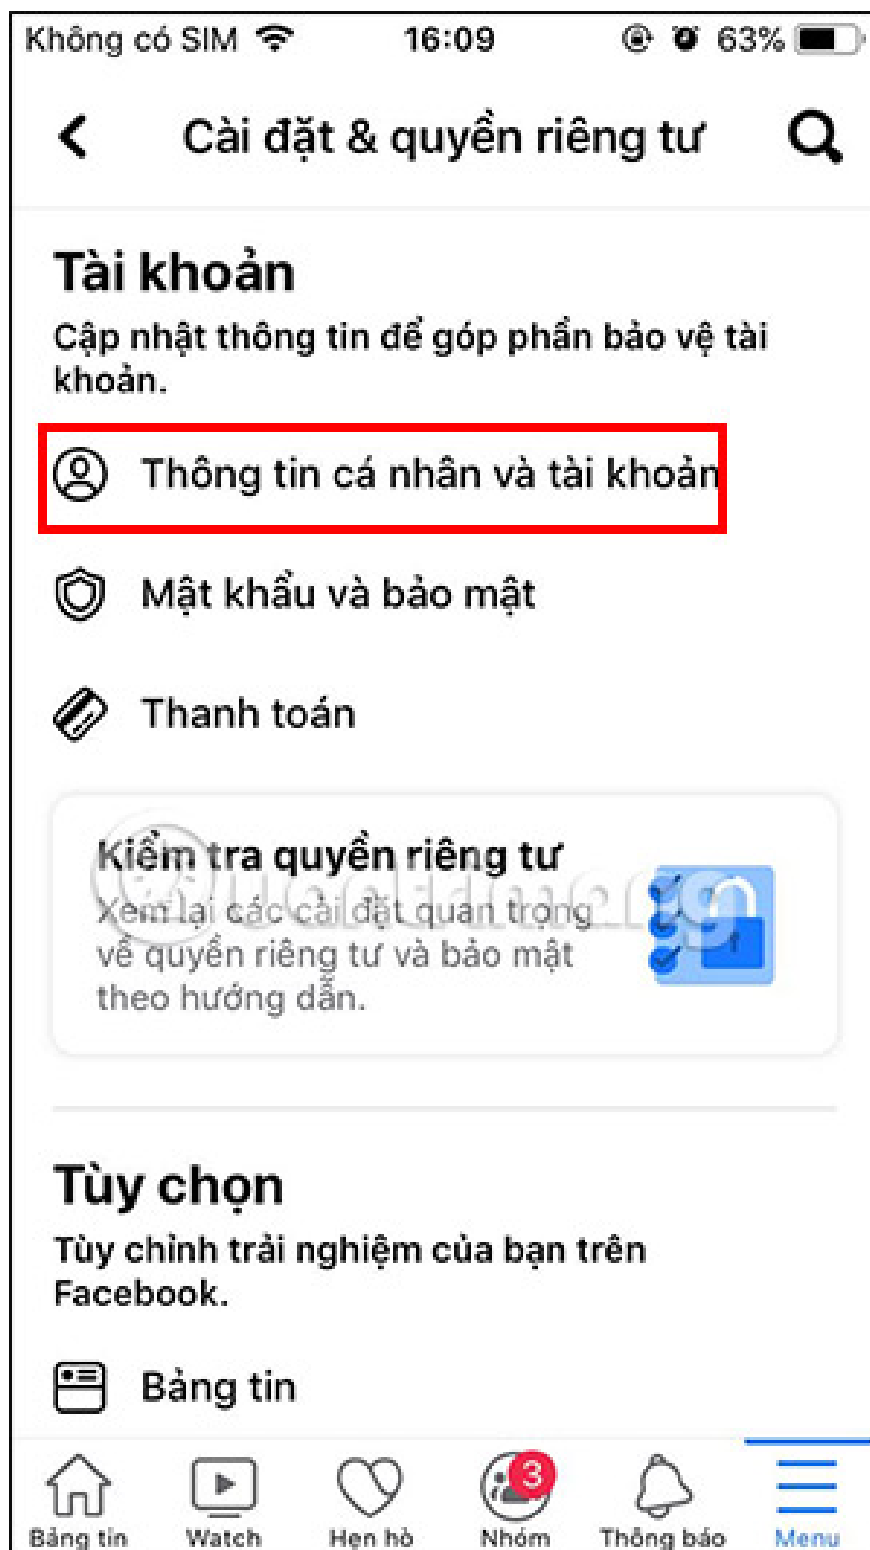 Không có SIM 16:09 63%
Cài đặt & quyền riêng tư
Tài khoản
Cập nhật thông tin để góp phần bảo vệ tài
khoản.
Thông tin cá nhân và tài khoản
Mật khẩu và bảo mật
Thanh toán
Kiểm tra quyền riêng tư
Xem lại các cài đặt quan trọng
về quyền riêng tư và bảo mật
theo hướng dẫn.
Quantrimang
Tùy chọn
Tùy chỉnh trải nghiệm của bạn trên
Facebook.
Bảng tin
3
Bảng tin Watch Hẹn hò Nhóm Thông báo Menu